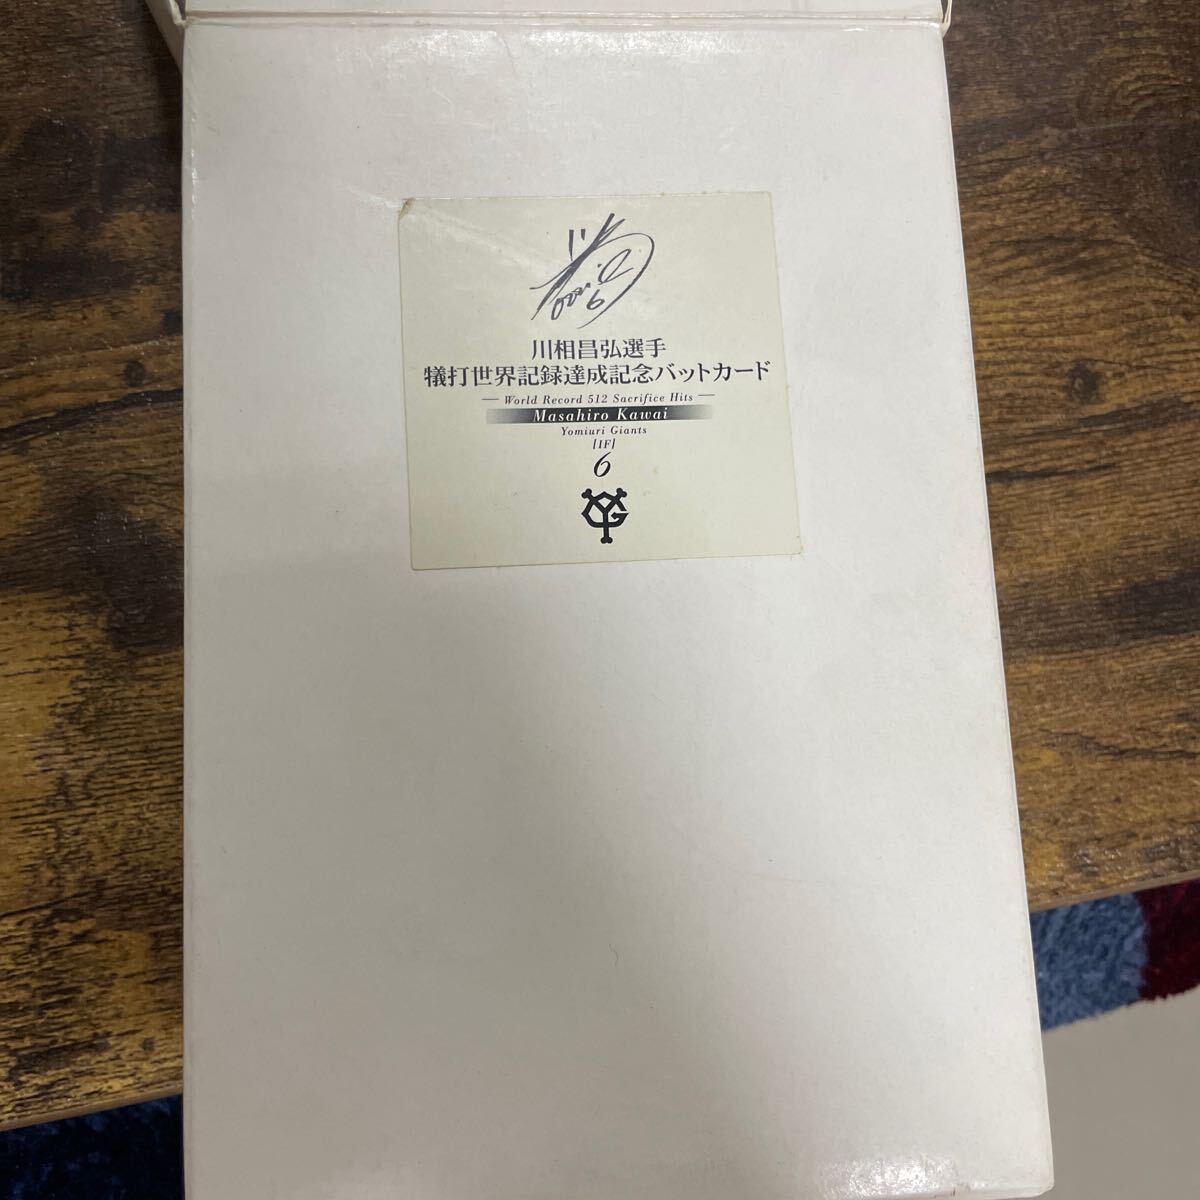 川相昌弘選手
犠打世界記録達成記念バットカード
World Record 512 Sacrifice Hits
Masahiro Kawai
Yomiuri Giants
[IF]
6
YG